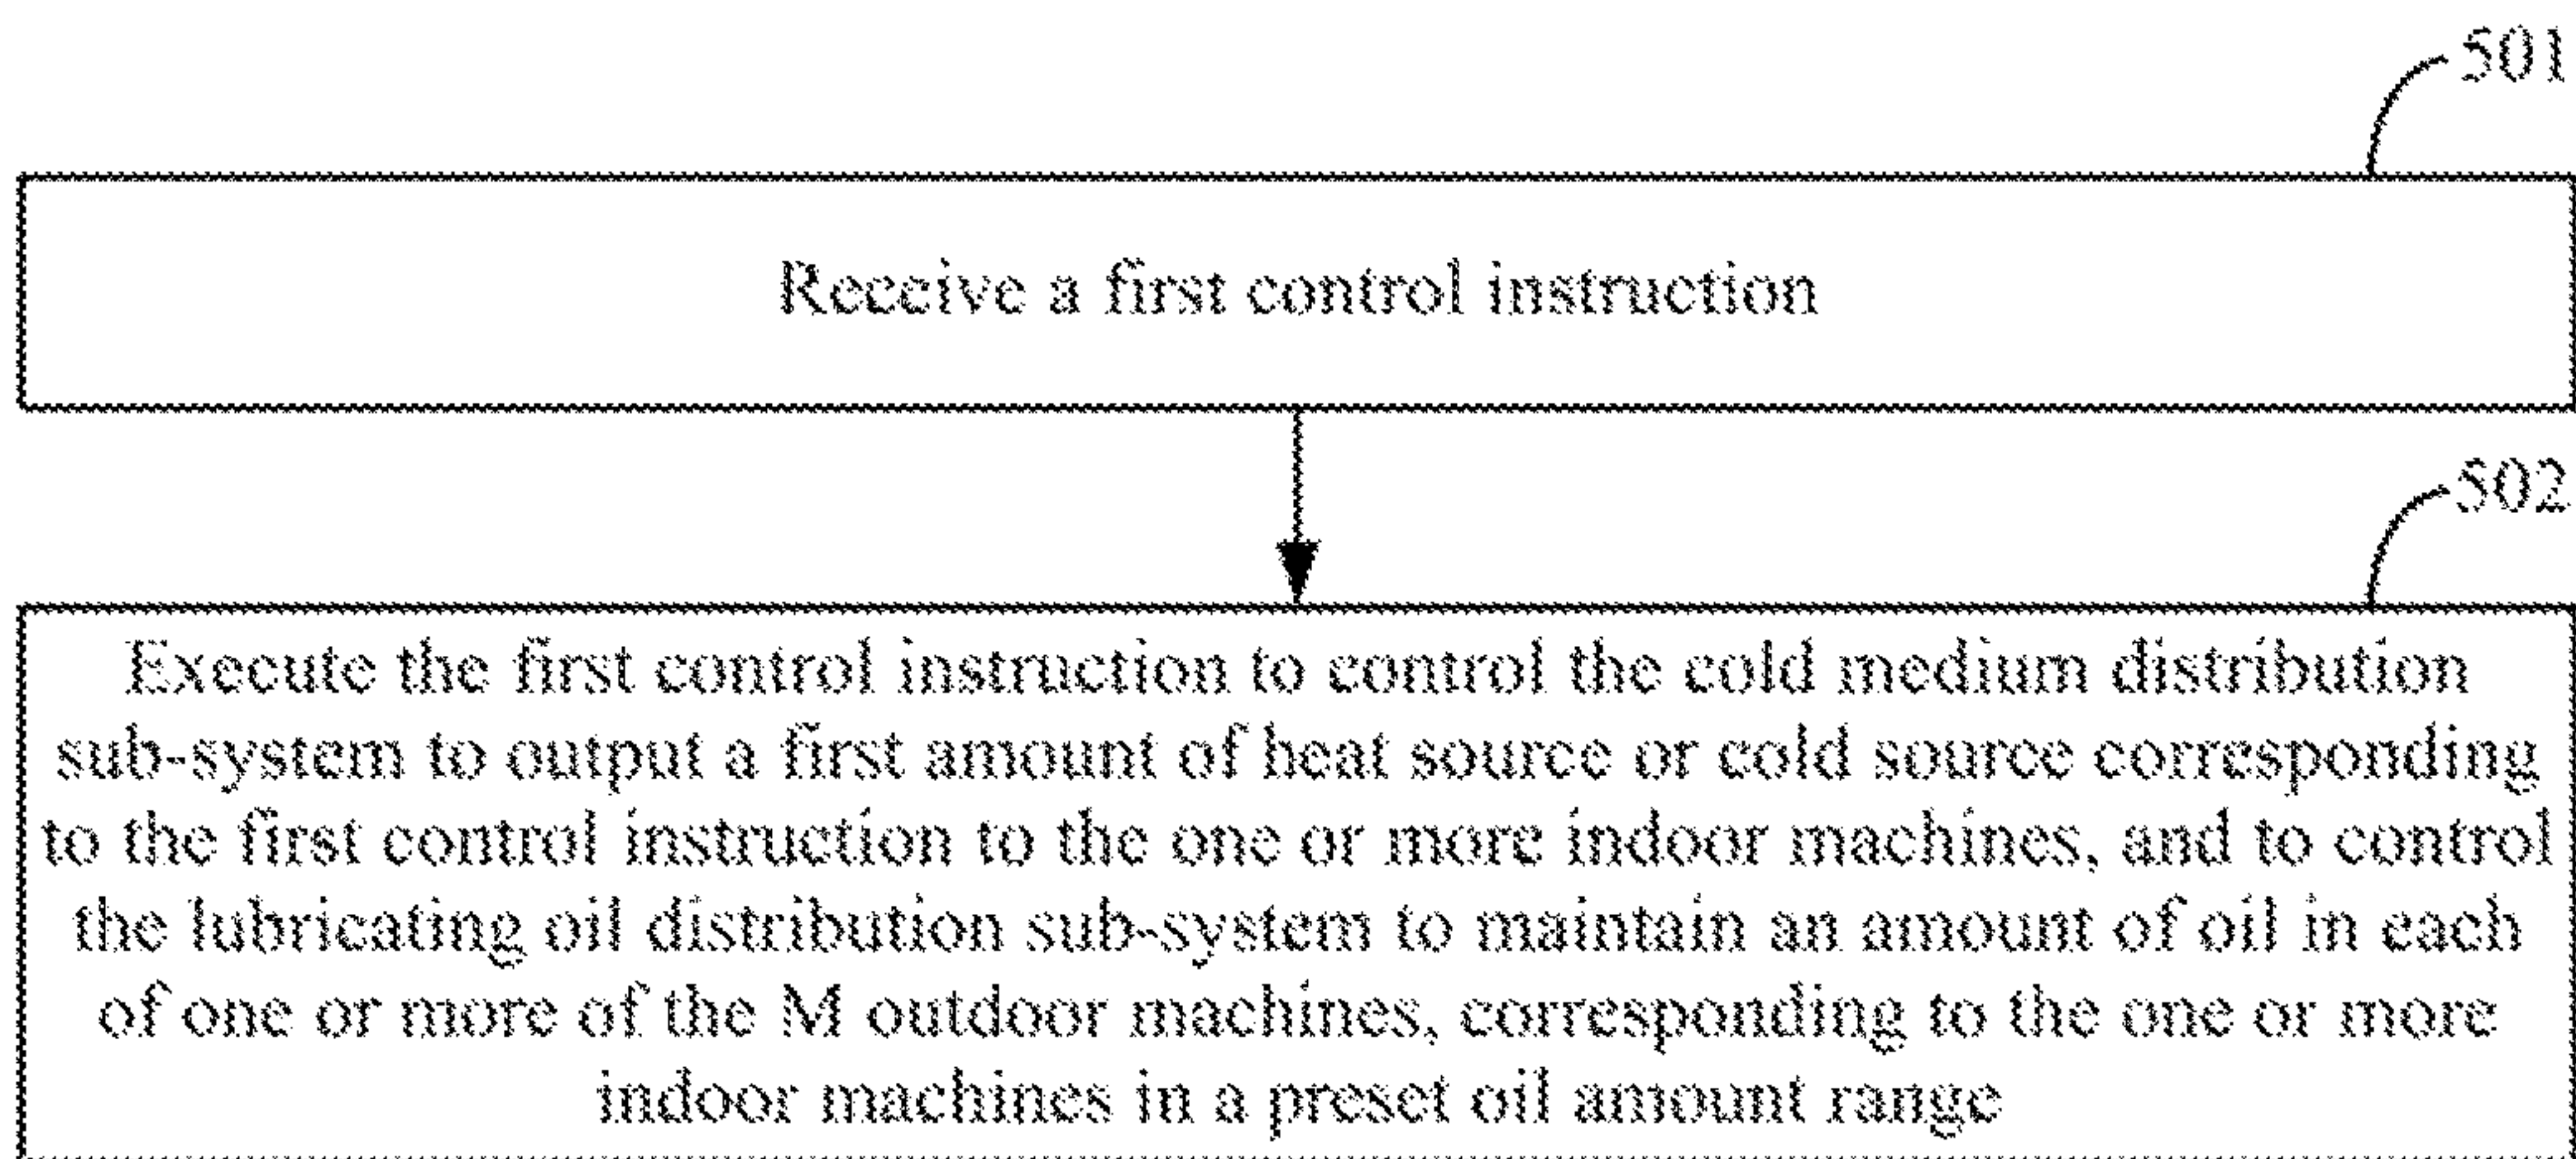 501
Receive a first control instruction
502
Execute the first control instruction to control the cold medium distribution
sub-system to output a first amount of heat source or cold source corresponding
to the first control instruction to the one or more indoor machines, and to control
the lubricating oil distribution sub-system to maintain an amount of oil in each
of one or more of the M outdoor machines, corresponding to the one or more
indoor machines in a preset oil amount range